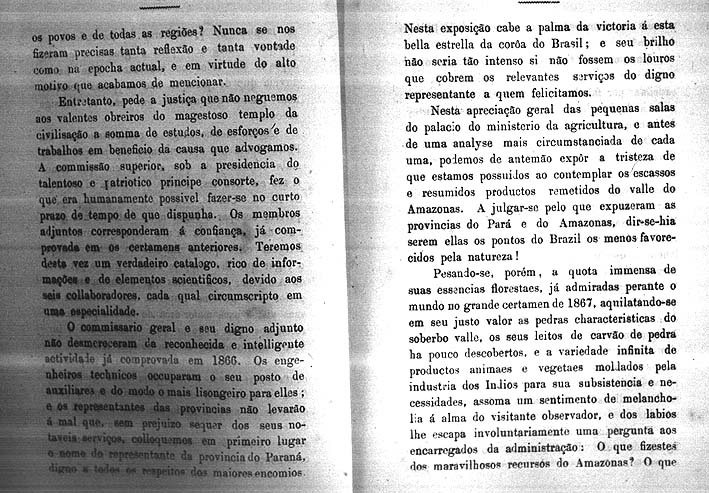 os povos e de todas as regiões? Nunca se nos
fizeram precisas tanta reflexão e tanta vontade
como na epocha actual, e em virtude do alto
motivo que acabamos de mencionar.
Entretanto, pede a justiça que não neguemos
aos valentes obreiros do magestoso templo da
civilisação a somma de estudos, de esforços e de
trabalhos em beneficio da causa que advogamos.
A commissão superior, sob a presidencia do
talentoso e patriotico principe consorte, fez o
que era humanamente possivel fazer-se no curto
prazo de tempo de que dispunha. Os membros
adjuntos corresponderam á confiança, já com-
provada em os certamens anteriores. Teremos
desta vez um verdadeiro catalogo, rico de infor-
mações e de elementos scientificos, devido aos
seis collaboradores, cada qual circumscripto em
uma especialidade.
O commissario geral e seu digno adjunto
não desmereceram da reconhecida e intelligente
actividade já comprovada em 1866. Os enge-
nheiros technicos occuparam o seu posto de
auxiliares e do modo o mais lisongeiro para elles;
e os representantes das provincias não levarão
á mal que, sem prejuizo sequer dos seus no-
taveis serviços, colloquemos em primeiro lugar
o nome do representante da provincia do Paraná,
digno a todos os respeitos dos maiores encomios.
Nesta exposição cabe a palma da victoria á esta
bella estrella da corôa do Brasil; e seu brilho
não seria tão intenso si não fossem os louros
que cobrem os relevantes serviços do digno
representante a quem felicitamos.
Nesta apreciação geral das pequenas salas
do palacio do ministerio da agricultura, e antes
de uma analyse mais circumstanciada de cada
uma, podemos de antemão expôr a tristeza de
que estamos possuidos ao contemplar os escassos
e resumidos productos remetidos do valle do
Amazonas. A julgar-se pelo que expuzeram as
provincias do Pará e do Amazonas, dir-se-hia
serem ellas os pontos do Brazil os menos favore-
cidos pela natureza!
Pesando-se, porém, a quota immensa de
suas essencias florestaes, já admiradas perante o
mundo no grande certamen de 1867, aquilatando-se
em seu justo valor as pedras characteristicas do
soberbo valle, os seus leitos de carvão de pedra
ha pouco descobertos, e a variedade infinita de
productos animaes e vegetaes mollados pela
industria dos Indios para sua subsistencia e ne-
cessidades, assoma um sentimento de melancho-
lia á alma do visitante observador, e dos labios
lhe escapa involuntariamente uma pergunta aos
encarregados da administração: O que fizestes
dos maravilhosos recursos do Amazonas? O que